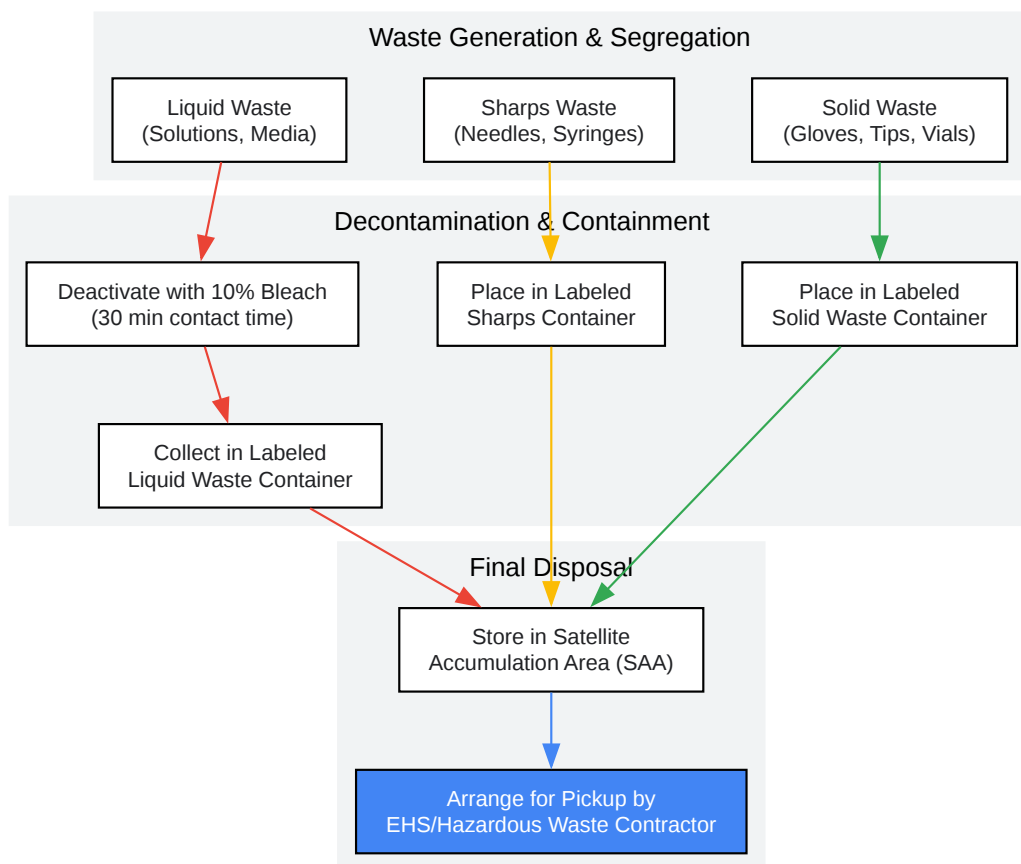 Waste Generation & Segregation
Liquid Waste
(Solutions, Media)
Sharps Waste
(Needles, Syringes)
Solid Waste
(Gloves, Tips, Vials)
Decontamination & Containment
Deactivate with 10% Bleach
(30 min contact time)
Place in Labeled
Sharps Container
Place in Labeled
Solid Waste Container
Collect in Labeled
Liquid Waste Container
Final Disposal
Store in Satellite
Accumulation Area (SAA)
Arrange for Pickup by
EHS/Hazardous Waste Contractor